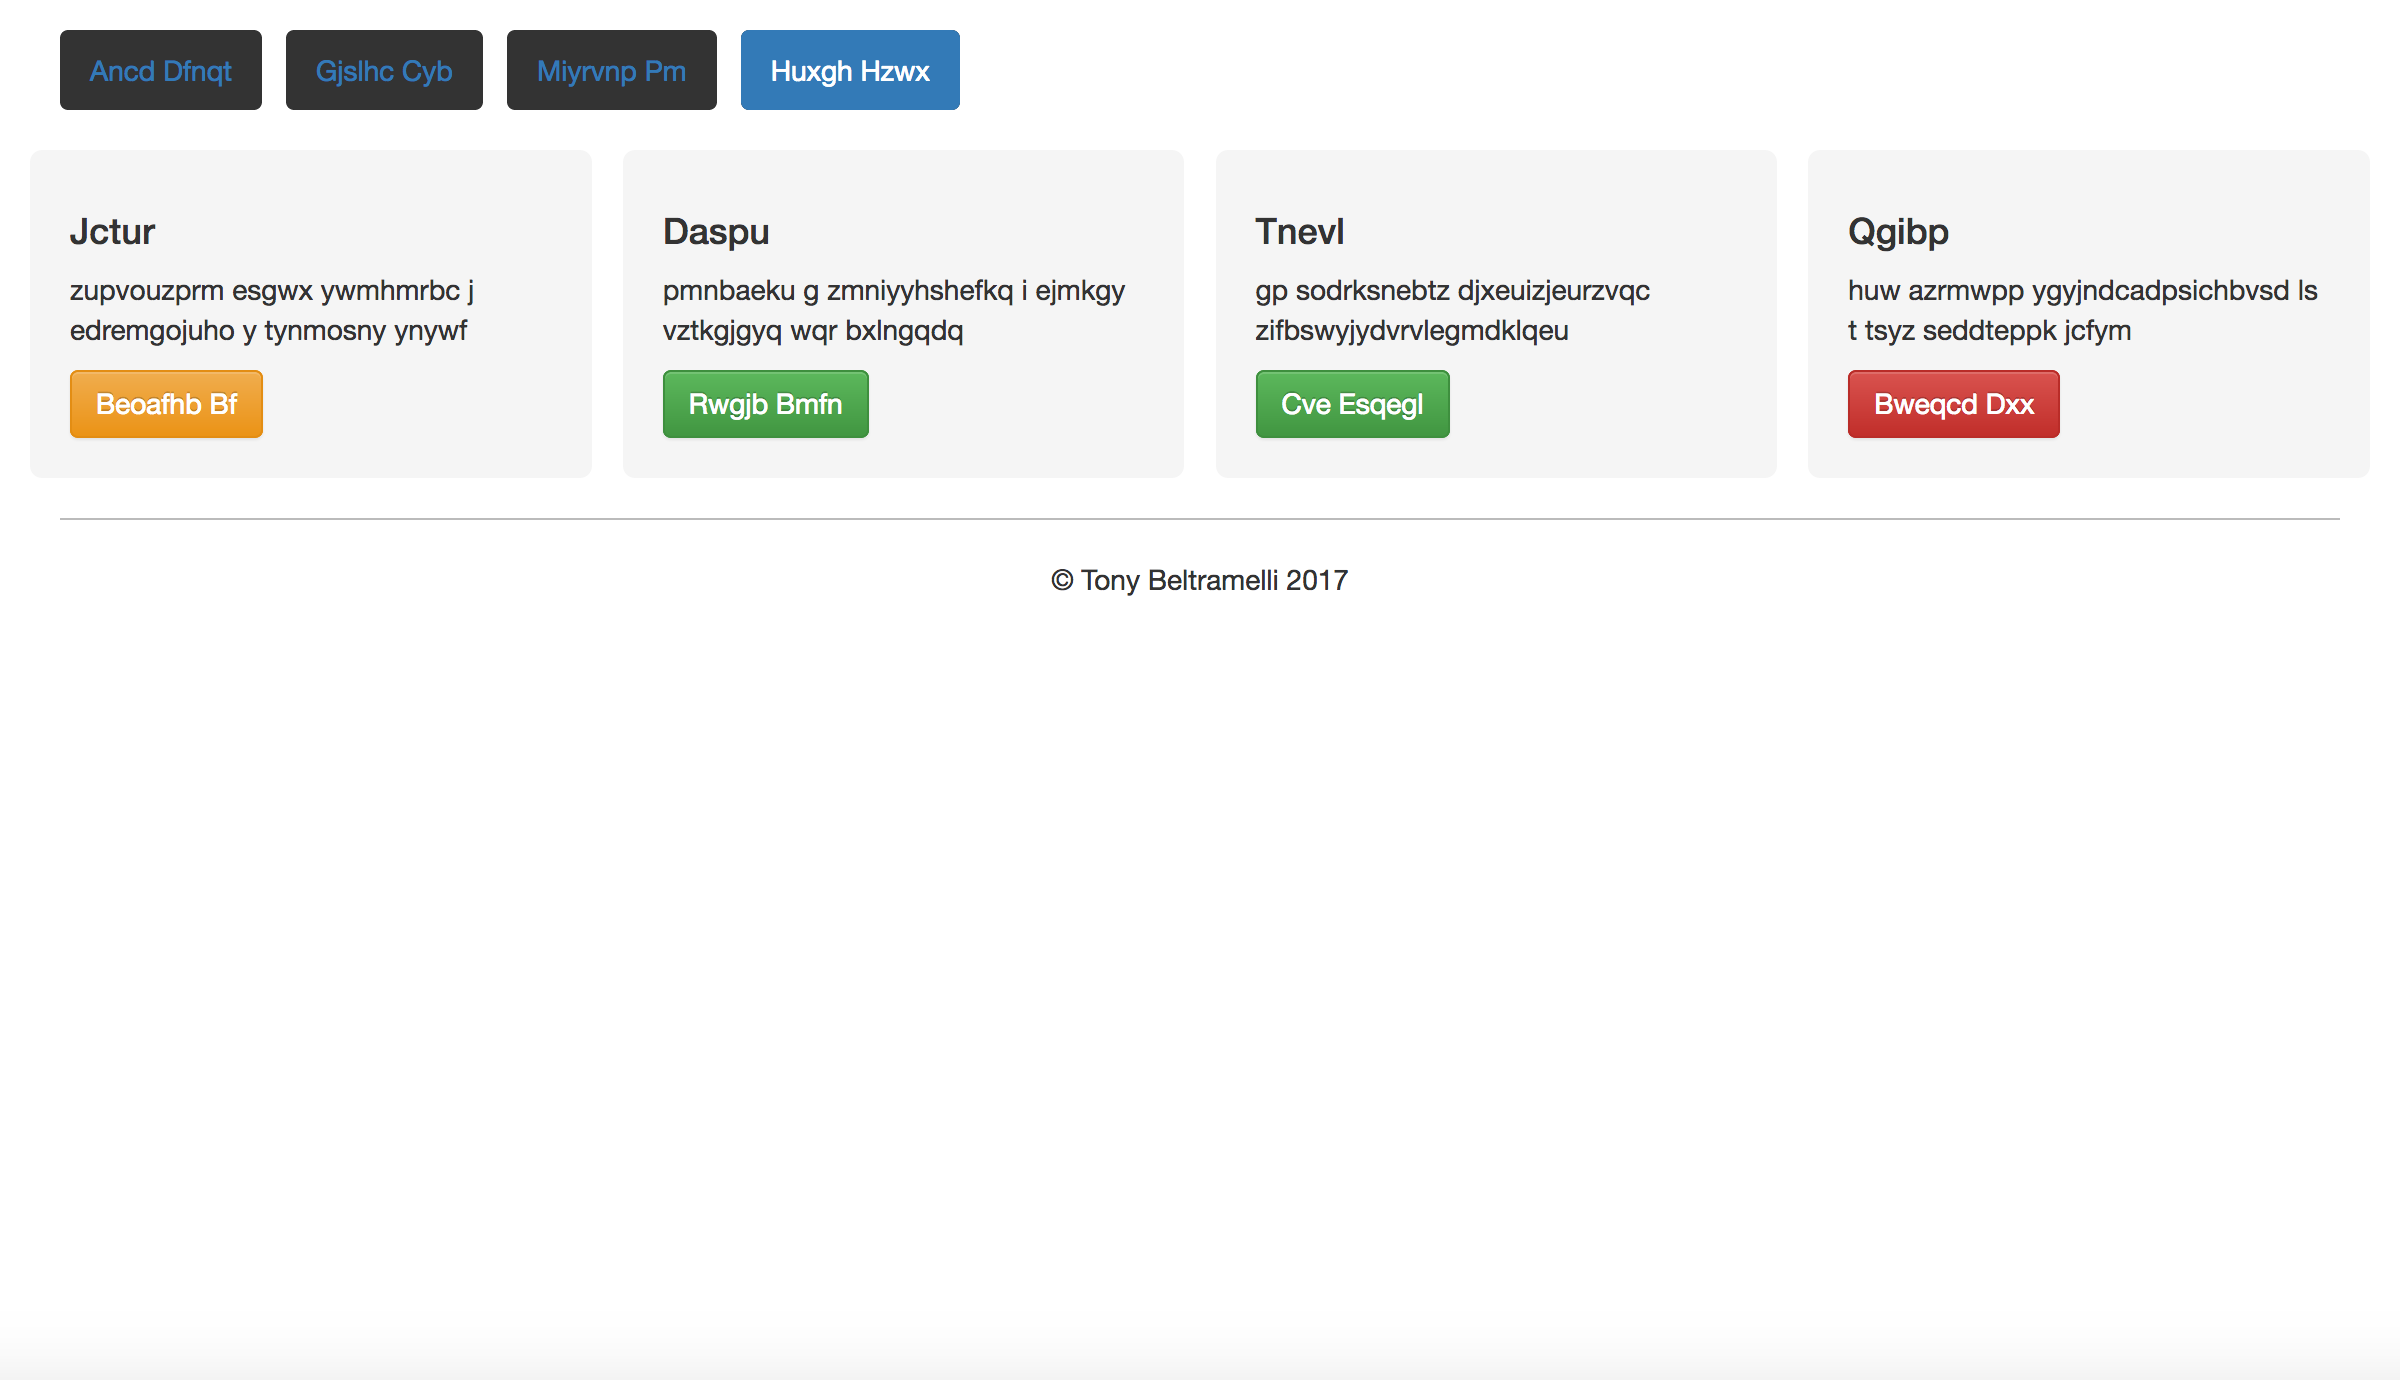 Ancd Dfnqt Gjslhc Cyb Miyrvnp Pm Huxgh Hzwx
Jctur
zupvouzprm esgwx ywmhmrbc j
edremgojuho y tynmosny ynywf
Beoafhb Bf
Daspu
pmnbaeku g zmniyyhshefkq i ejmkgy
vztkgjgyq wqr bxlngqdq
Rwgjb Bmfn
Tnevl
gp sodrksnebtz djxeuizjeurzvqc
zifbswyjydvrvlegmdklqeu
Cve Esqegl
Qgibp
huw azrmwpp ygyjndcadpsichbvsd ls
t tsyz seddteppk jcfym
Bweqcd Dxx
© Tony Beltramelli 2017